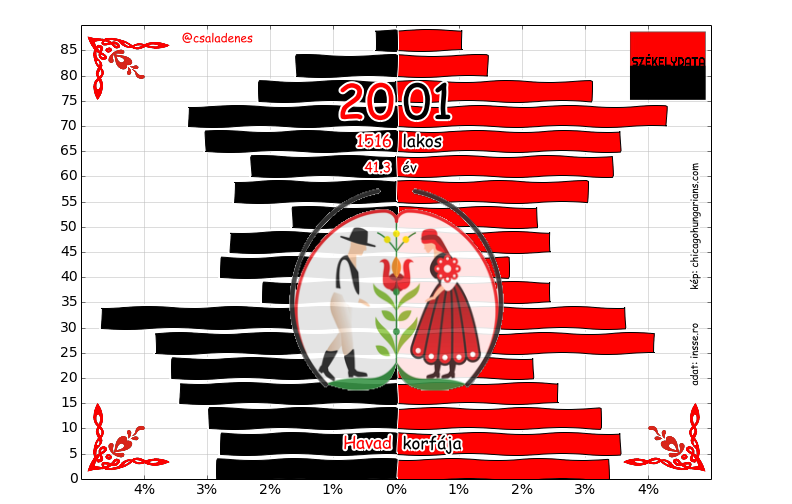 @csaladenes
SZÉKELYDATA
2001
1516 lakos
41.3 év
kép: chicagohungarians.com
adat: insse.ro
Havad korfája
85
80
75
70
65
60
55
50
45
40
35
30
25
20
15
10
5
0
4% 3% 2% 1% 0% 1% 2% 3% 4%